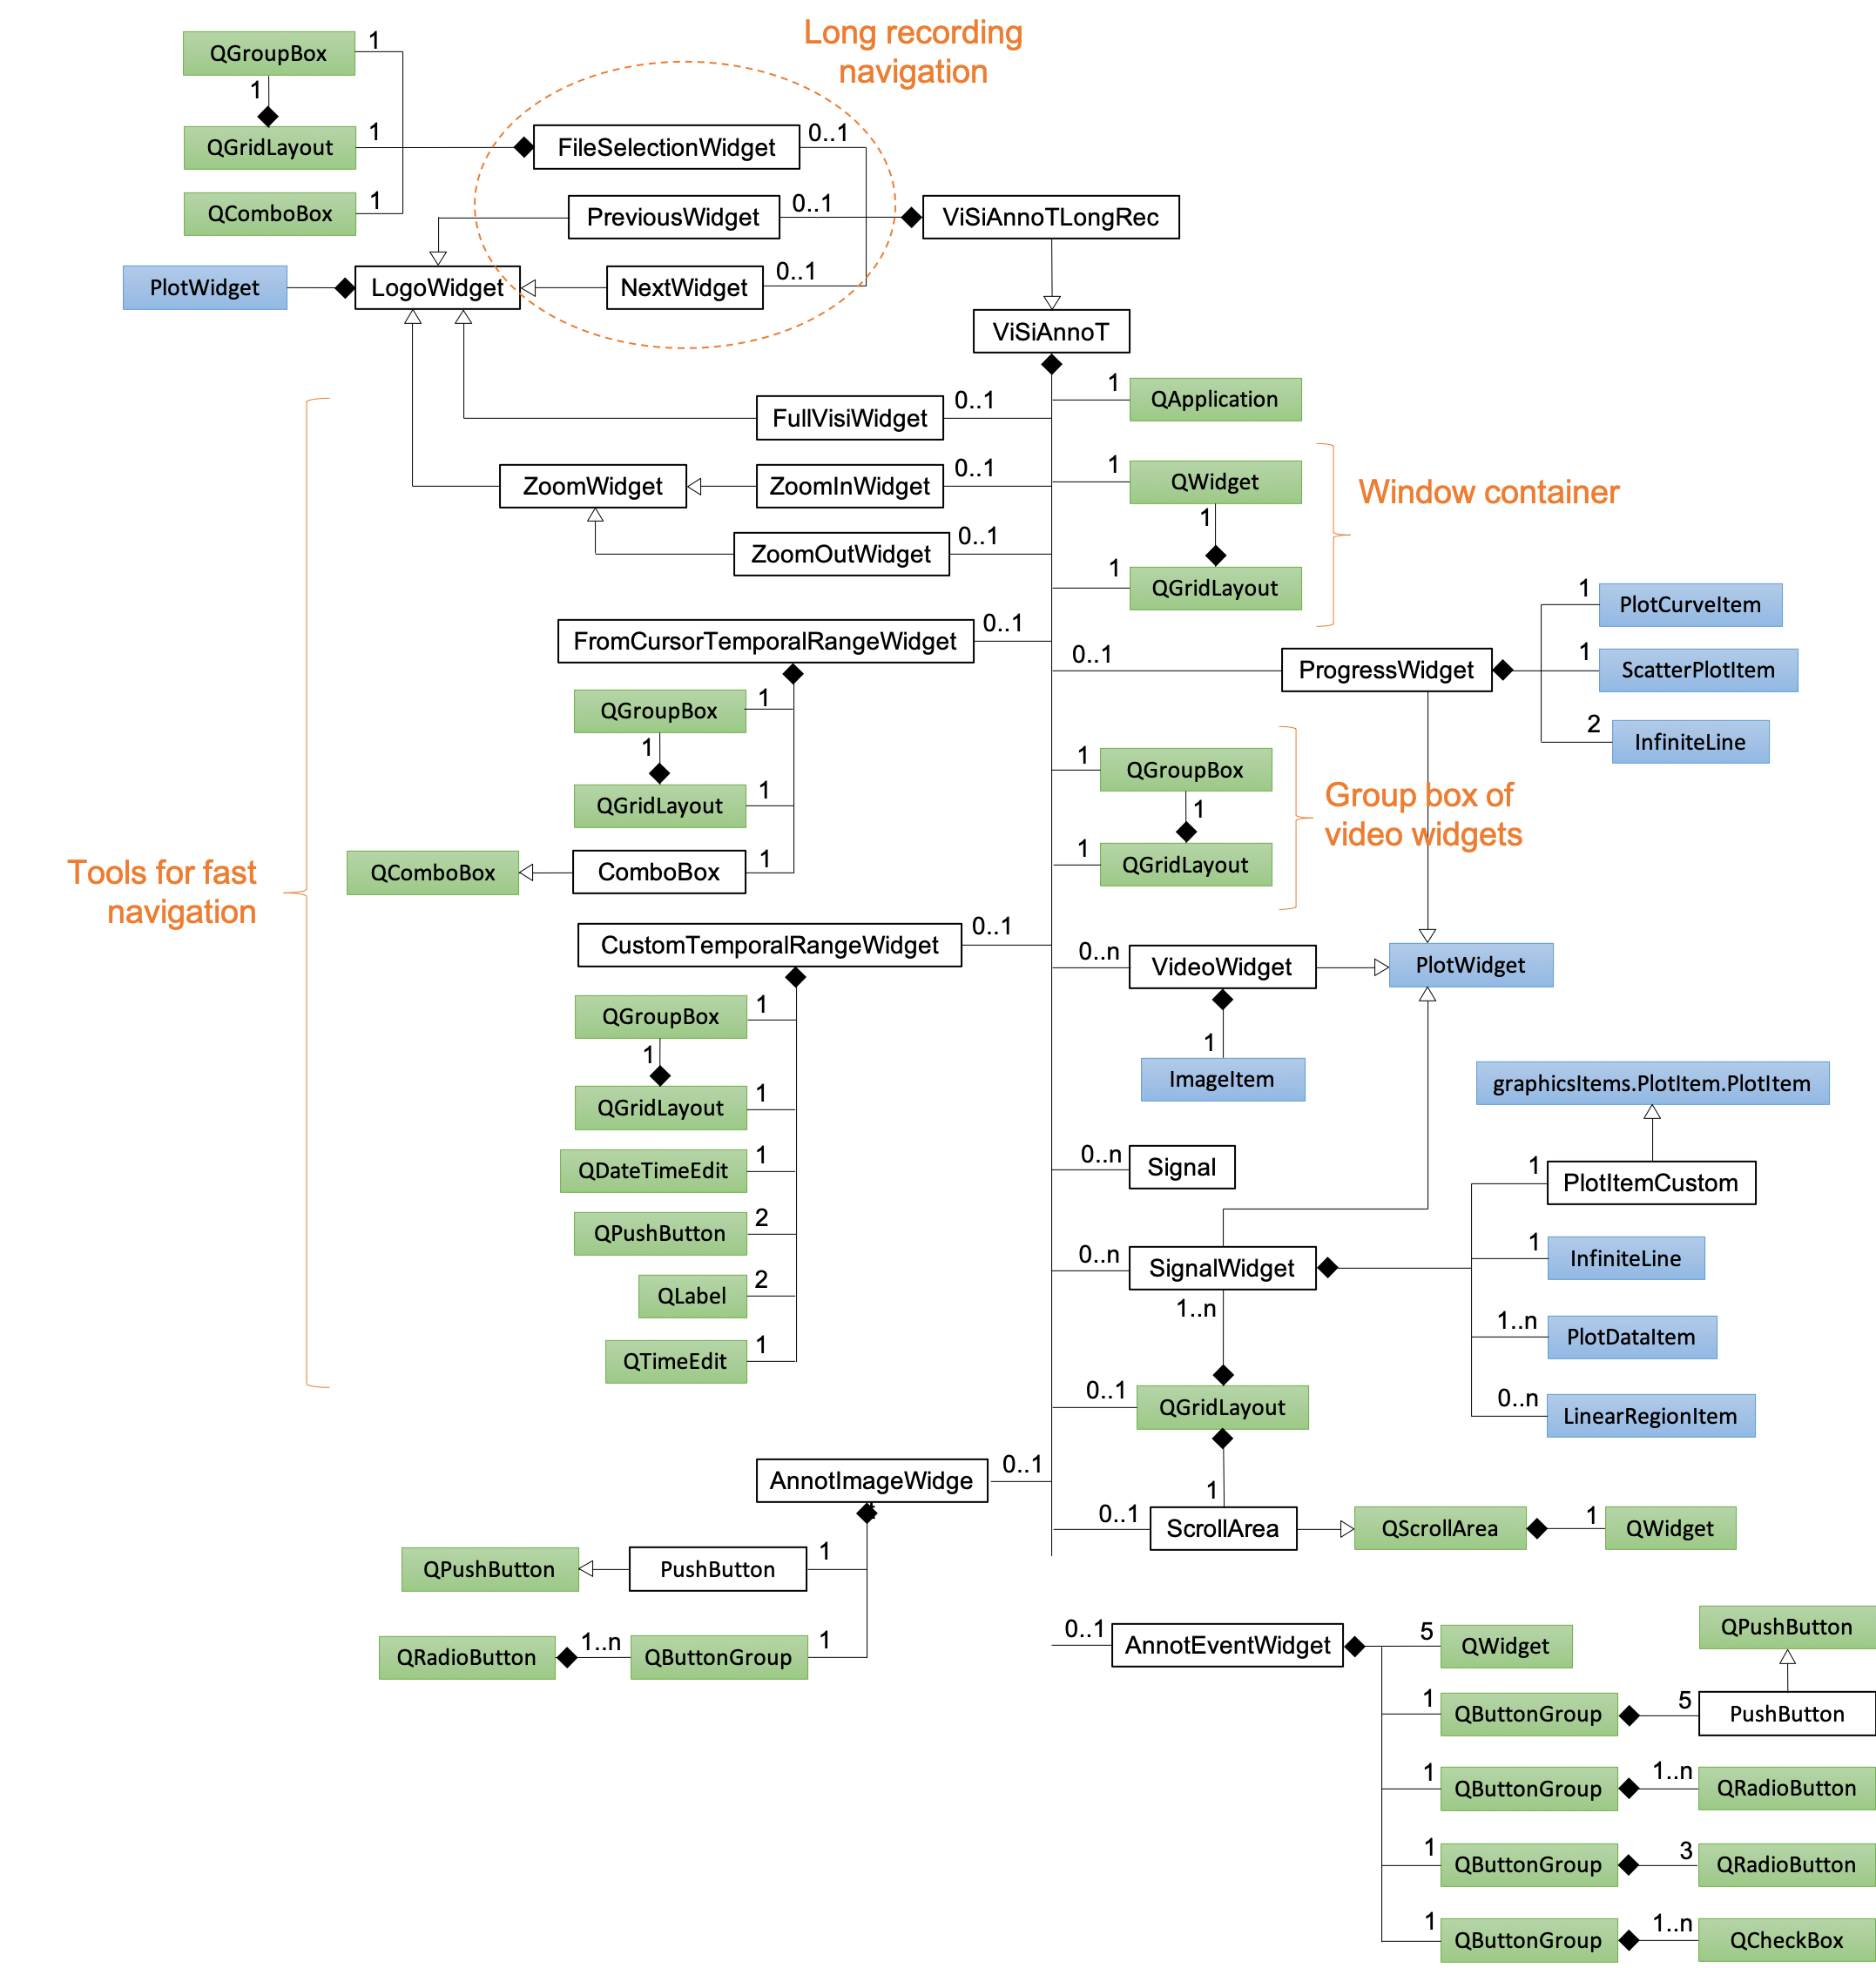 Long recording
navigation
QGroupBox
1
1
QGridLayout
1
FileSelectionWidget
0..1
QComboBox
1
PreviousWidget
0..1
ViSiAnnoTLongRec
PlotWidget
LogoWidget
NextWidget
0..1
ViSiAnnoT
1
QApplication
FullVisiWidget
0..1
ZoomWidget
ZoomInWidget
0..1
1
QWidget
1
Window container
ZoomOutWidget
0..1
1
QGridLayout
FromCursorTemporalRangeWidget
0..1
0..1
ProgressWidget
1
PlotCurveItem
1
ScatterPlotItem
2
InfiniteLine
QGroupBox
1
1
QGridLayout
1
QComboBox
ComboBox
1
1
QGroupBox
1
1
QGridLayout
Group box of
video widgets
Tools for fast
navigation
CustomTemporalRangeWidget
0..1
0..n
VideoWidget
PlotWidget
1
ImageItem
QGroupBox
1
1
QGridLayout
1
QDateTimeEdit
1
QPushButton
2
QLabel
2
QTimeEdit
1
graphicsItems.PlotItem.PlotItem
0..n
Signal
1
PlotItemCustom
0..n
SignalWidget
1
InfiniteLine
1..n
1..n
PlotDataItem
0..n
LinearRegionItem
0..1
QGridLayout
1
AnnotImageWidge
t
0..1
0..1
ScrollArea
QScrollArea
1
QWidget
QPushButton
PushButton
1
QRadioButton
1..n
QButtonGroup
1
0..1
AnnotEventWidget
5
QWidget
QPushButton
1
QButtonGroup
5
PushButton
1
QButtonGroup
1..n
QRadioButton
1
QButtonGroup
3
QRadioButton
1
QButtonGroup
1..n
QCheckBox